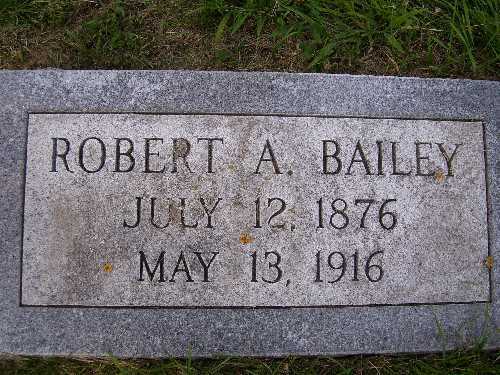 ROBERT A. BAILEY
JULY 12, 1876
MAY 13, 1916